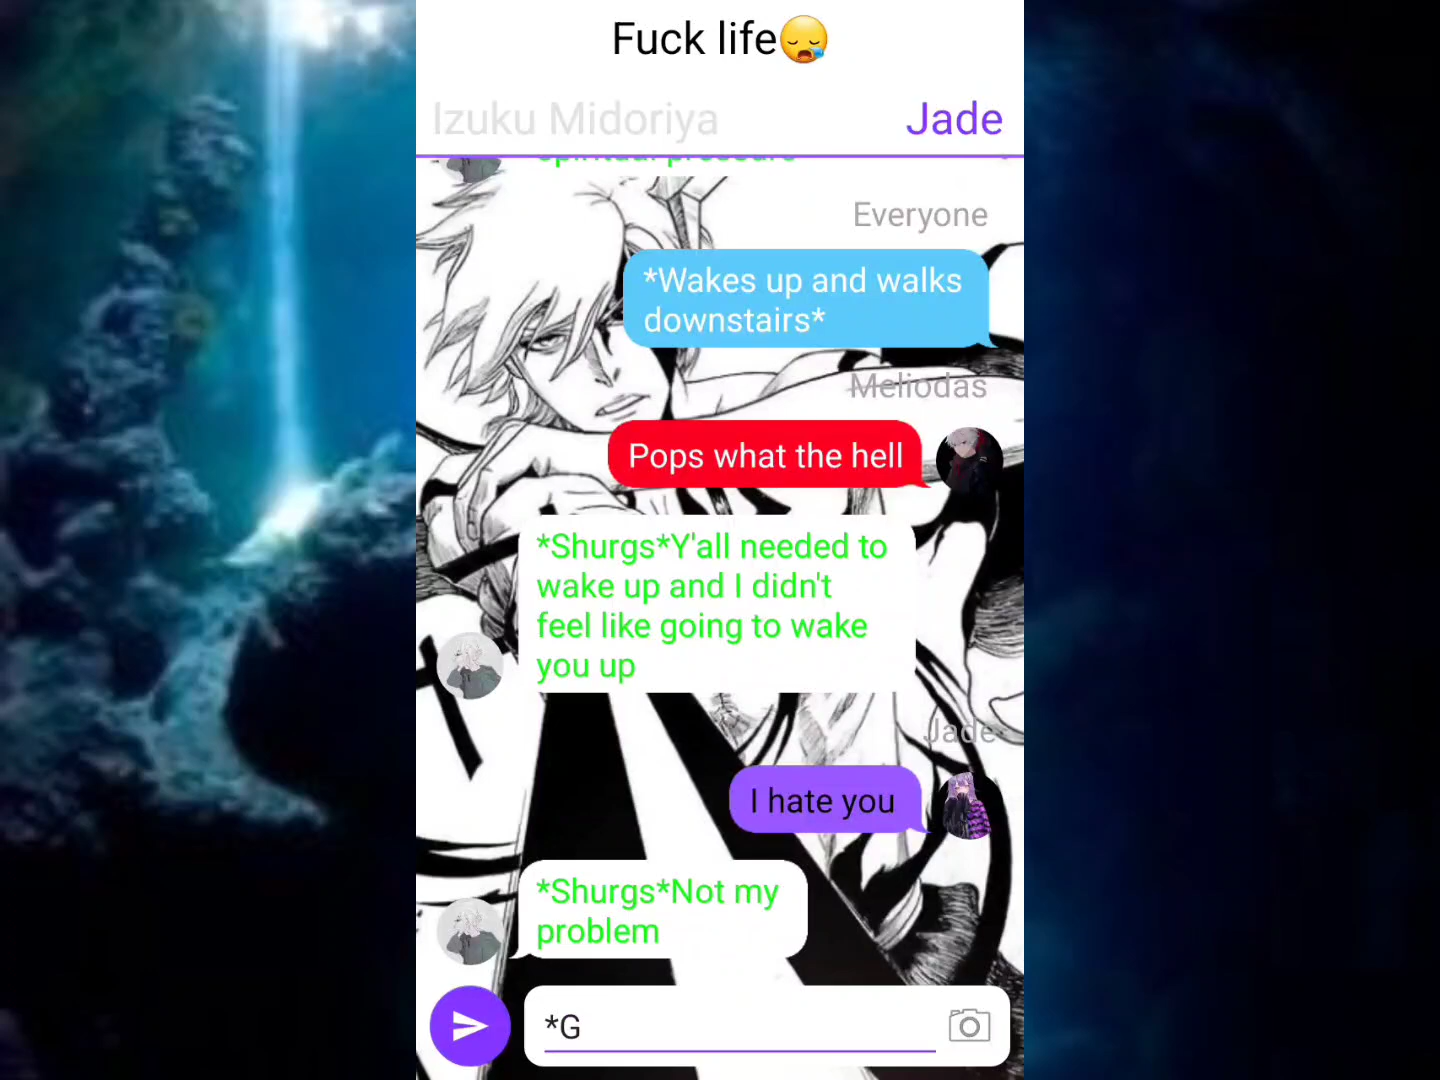 Fuck life😪
Izuku Midoriya
Jade
spiritual pressure
Everyone
*Wakes up and walks
downstairs*
Meliodas
Pops what the hell
*Shurgs*Y'all needed to
wake up and I didn't
feel like going to wake
you up
Jade
I hate you
*Shurgs*Not my
problem
*G